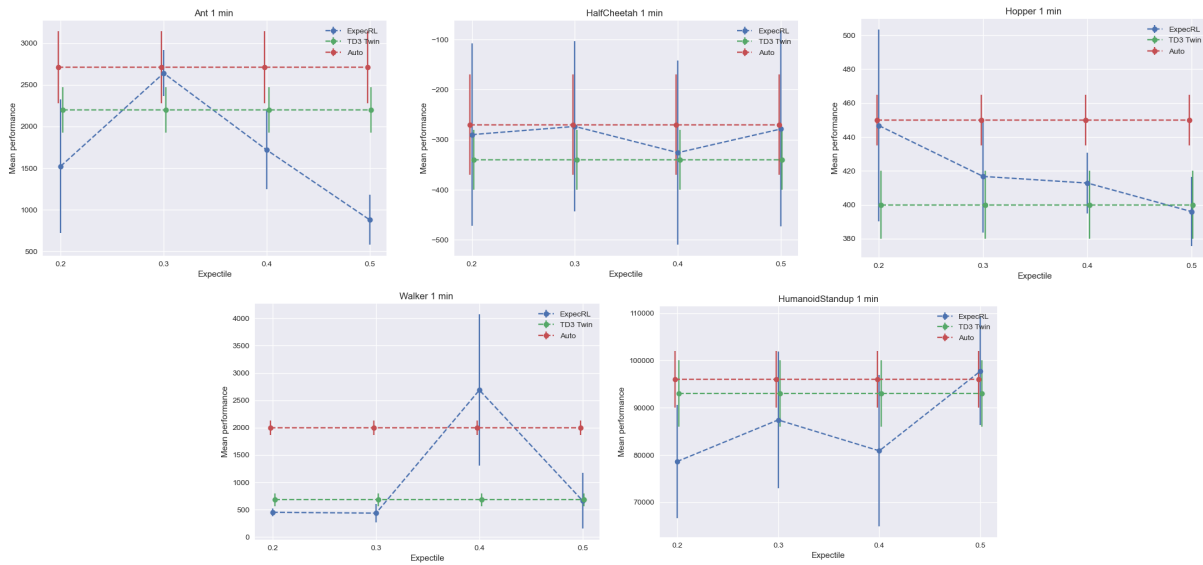 Ant 1 min
ExpecRL
TD3 Twin
Auto
Mean performance
3000
2500
2000
1500
1000
500
0.2 0.3 0.4 0.5
Expectile
HalfCheetah 1 min
ExpecRL
TD3 Twin
Auto
Mean performance
−100
−200
−300
−400
−500
0.2 0.3 0.4 0.5
Expectile
Hopper 1 min
ExpecRL
TD3 Twin
Auto
Mean performance
500
480
460
440
420
400
380
0.2 0.3 0.4 0.5
Expectile
Walker 1 min
ExpecRL
TD3 Twin
Auto
Mean performance
4000
3500
3000
2500
2000
1500
1000
500
0
0.2 0.3 0.4 0.5
Expectile
HumanoidStandup 1 min
ExpecRL
TD3 Twin
Auto
Mean performance
110000
100000
90000
80000
70000
0.2 0.3 0.4 0.5
Expectile